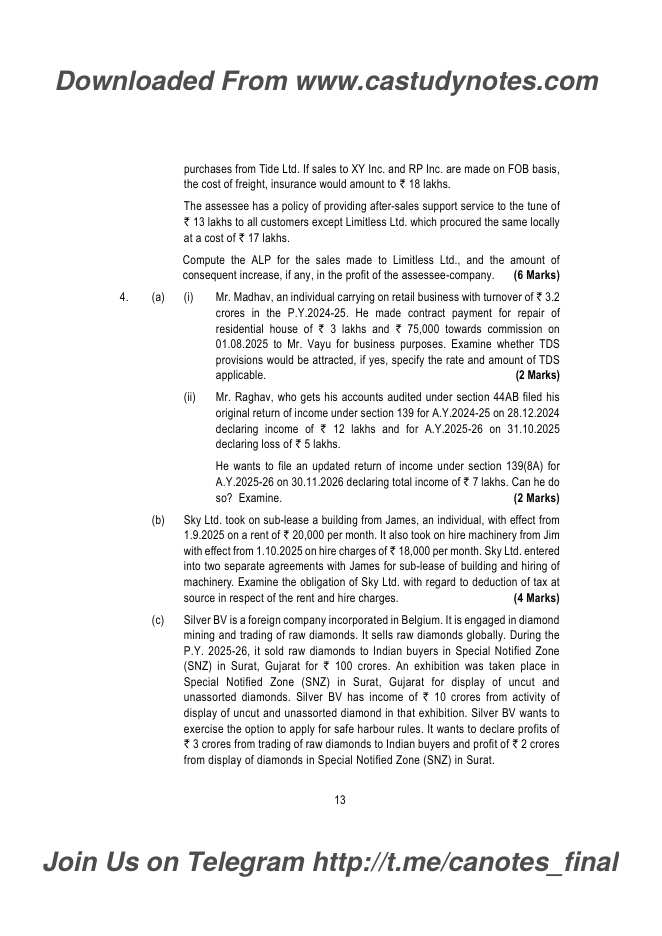 Downloaded From www.castudynotes.com
purchases from Tide Ltd. If sales to XY Inc. and RP Inc. are made on FOB basis,
the cost of freight, insurance would amount to ₹ 18 lakhs.
The assessee has a policy of providing after-sales support service to the tune of
₹ 13 lakhs to all customers except Limitless Ltd. which procured the same locally
at a cost of ₹ 17 lakhs.
Compute the ALP for the sales made to Limitless Ltd., and the amount of
consequent increase, if any, in the profit of the assessee-company. (6 Marks)
4. (a) (i) Mr. Madhav, an individual carrying on retail business with turnover of ₹ 3.2
crores in the P.Y.2024-25. He made contract payment for repair of
residential house of ₹ 3 lakhs and ₹ 75,000 towards commission on
01.08.2025 to Mr. Vayu for business purposes. Examine whether TDS
provisions would be attracted, if yes, specify the rate and amount of TDS
applicable. (2 Marks)
(ii) Mr. Raghav, who gets his accounts audited under section 44AB filed his
original return of income under section 139 for A.Y.2024-25 on 28.12.2024
declaring income of ₹ 12 lakhs and for A.Y.2025-26 on 31.10.2025
declaring loss of ₹ 5 lakhs.
He wants to file an updated return of income under section 139(8A) for
A.Y.2025-26 on 30.11.2026 declaring total income of ₹ 7 lakhs. Can he do
so? Examine. (2 Marks)
(b) Sky Ltd. took on sub-lease a building from James, an individual, with effect from
1.9.2025 on a rent of ₹ 20,000 per month. It also took on hire machinery from Jim
with effect from 1.10.2025 on hire charges of ₹ 18,000 per month. Sky Ltd. entered
into two separate agreements with James for sub-lease of building and hiring of
machinery. Examine the obligation of Sky Ltd. with regard to deduction of tax at
source in respect of the rent and hire charges. (4 Marks)
(c) Silver BV is a foreign company incorporated in Belgium. It is engaged in diamond
mining and trading of raw diamonds. It sells raw diamonds globally. During the
P.Y. 2025-26, it sold raw diamonds to Indian buyers in Special Notified Zone
(SNZ) in Surat, Gujarat for ₹ 100 crores. An exhibition was taken place in
Special Notified Zone (SNZ) in Surat, Gujarat for display of uncut and
unassorted diamonds. Silver BV has income of ₹ 10 crores from activity of
display of uncut and unassorted diamond in that exhibition. Silver BV wants to
exercise the option to apply for safe harbour rules. It wants to declare profits of
₹ 3 crores from trading of raw diamonds to Indian buyers and profit of ₹ 2 crores
from display of diamonds in Special Notified Zone (SNZ) in Surat.
13
Join Us on Telegram http://t.me/canotes_final